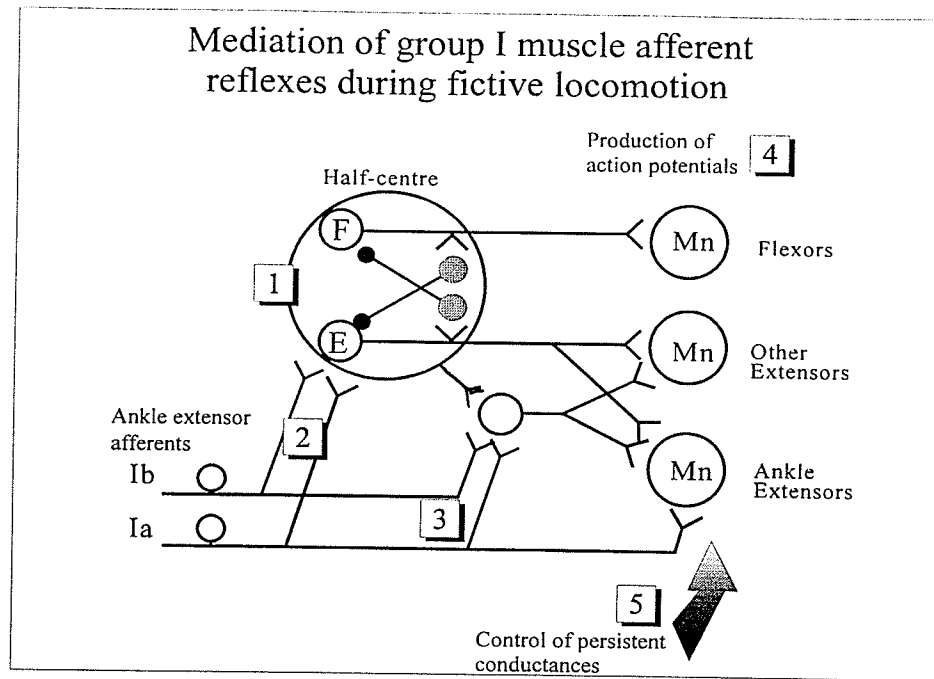 Mediation of group I muscle afferent
reflexes during fictive locomotion
Production of
action potentials
4
Half-centre
F
Mn
Flexors
1
E
Mn
Other
Extensors
Ankle extensor
afferents
2
Ib
Mn
Ankle
Extensors
3
Ia
5
Control of persistent
conductances